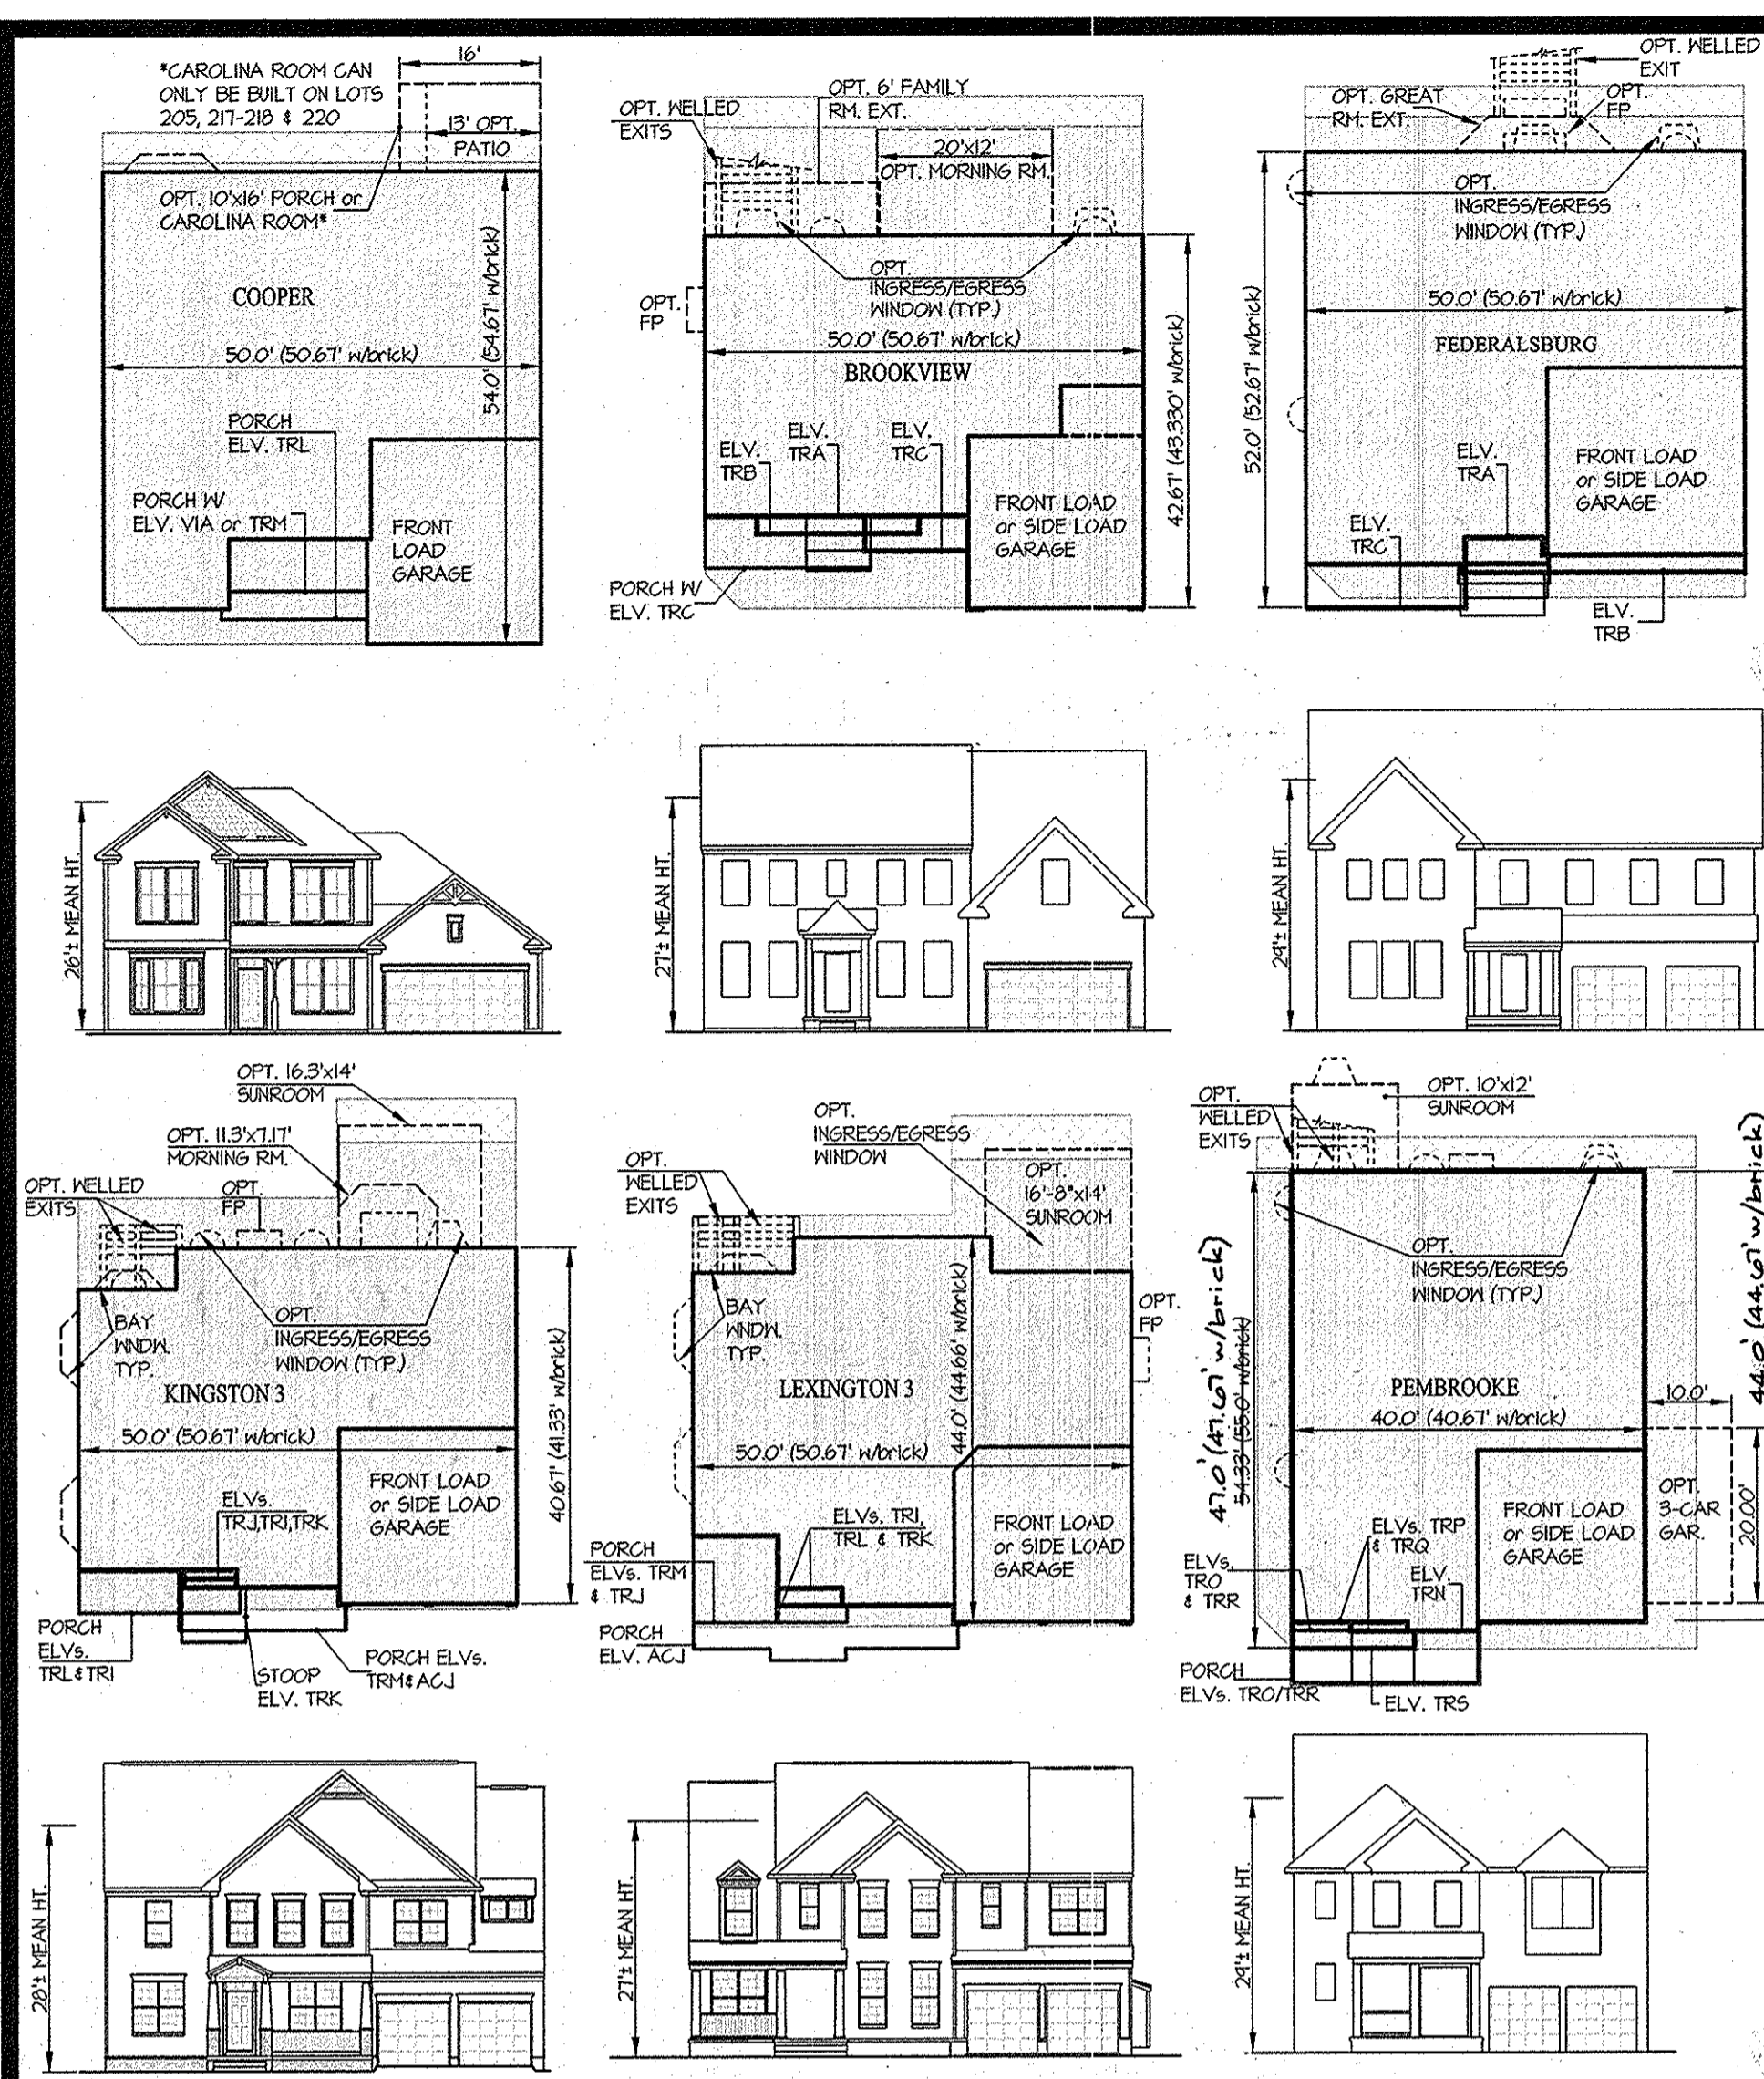 *CAROLINA ROOM CAN
ONLY BE BUILT ON LOTS
205, 217-218 & 220
16'
13' OPT.
PATIO
OPT. 10'x16' PORCH or
CAROLINA ROOM*
COOPER
50.0' (50.67' w/brick)
54.0' (54.67' w/brick)
PORCH
ELV. TRL
PORCH W/
ELV. VIA or TRM
FRONT
LOAD
GARAGE
OPT. WELLED
EXITS
OPT. 6' FAMILY
RM. EXT.
20'x12'
OPT. MORNING RM.
OPT.
FP
OPT.
INGRESS/EGRESS
WINDOW (TYP.)
50.0' (50.67' w/brick)
BROOKVIEW
42.67' (43.330' w/brick)
ELV.
TRB
ELV.
TRA
ELV.
TRC
FRONT LOAD
or SIDE LOAD
GARAGE
PORCH W/
ELV. TRC
OPT. WELLED
EXIT
OPT. GREAT
RM. EXT.
OPT.
FP
OPT.
INGRESS/EGRESS
WINDOW (TYP.)
50.0' (50.67' w/brick)
FEDERALSBURG
52.0' (52.67' w/brick)
ELV.
TRA
ELV.
TRC
FRONT LOAD
or SIDE LOAD
GARAGE
ELV.
TRB
26'± MEAN HT.
27'± MEAN HT.
29'± MEAN HT.
OPT. 16.3'x14'
SUNROOM
OPT. 11.3'x7.17'
MORNING RM.
OPT. WELLED
EXITS
OPT
FP
BAY
WNDW.
TYP.
OPT.
INGRESS/EGRESS
WINDOW (TYP.)
KINGSTON 3
50.0' (50.67' w/brick)
40.67' (41.33' w/brick)
ELVs.
TRJ,TRI,TRK
FRONT LOAD
or SIDE LOAD
GARAGE
PORCH
ELVs.
TRL&TRI
STOOP
ELV. TRK
PORCH ELVs.
TRM&ACJ
OPT.
INGRESS/EGRESS
WINDOW
OPT.
WELLED
EXITS
OPT.
16'-8"x14'
SUNROOM
BAY
WNDW.
TYP.
OPT.
FP
LEXINGTON 3
50.0' (50.67' w/brick)
44.0' (44.66' w/brick)
ELVs. TRI,
TRL & TRK
FRONT LOAD
or SIDE LOAD
GARAGE
PORCH
ELVs. TRM
& TRJ
PORCH
ELV. ACJ
OPT.
WELLED
EXITS
OPT. 10'x12'
SUNROOM
OPT.
INGRESS/EGRESS
WINDOW (TYP.)
47.0' (47.67' w/brick)
54.33' (55.0' w/brick)
44.0' (44.67' w/brick)
PEMBROOKE
40.0' (40.67' w/brick)
10.0'
OPT.
3-CAR
GAR.
20.00'
ELVs. TRP
& TRQ
ELVs.
TRO
& TRR
ELV.
TRN
FRONT LOAD
or SIDE LOAD
GARAGE
PORCH
ELVs. TRO/TRR
ELV. TRS
28'± MEAN HT.
27'± MEAN HT.
29'± MEAN HT.